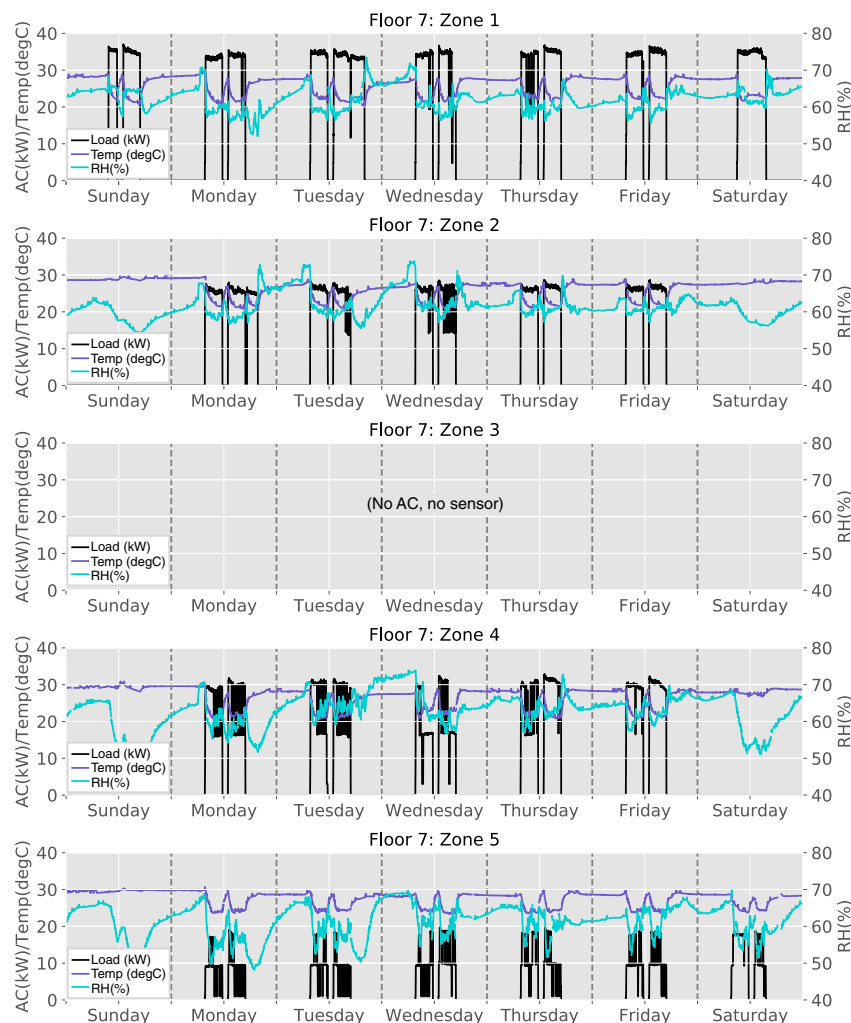 Floor 7: Zone 1
AC(kW)/Temp(degC)
40
30
20
10
0
Load (kW)
Temp (degC)
RH(%)
80
70
60
50
40
RH(%)
Sunday Monday Tuesday Wednesday Thursday Friday Saturday
Floor 7: Zone 2
AC(kW)/Temp(degC)
40
30
20
10
0
Load (kW)
Temp (degC)
RH(%)
80
70
60
50
40
RH(%)
Sunday Monday Tuesday Wednesday Thursday Friday Saturday
Floor 7: Zone 3
AC(kW)/Temp(degC)
40
30
20
10
0
(No AC, no sensor)
Load (kW)
Temp (degC)
RH(%)
80
70
60
50
40
RH(%)
Sunday Monday Tuesday Wednesday Thursday Friday Saturday
Floor 7: Zone 4
AC(kW)/Temp(degC)
40
30
20
10
0
Load (kW)
Temp (degC)
RH(%)
80
70
60
50
40
RH(%)
Sunday Monday Tuesday Wednesday Thursday Friday Saturday
Floor 7: Zone 5
AC(kW)/Temp(degC)
40
30
20
10
0
Load (kW)
Temp (degC)
RH(%)
80
70
60
50
40
RH(%)
Sunday Monday Tuesday Wednesday Thursday Friday Saturday